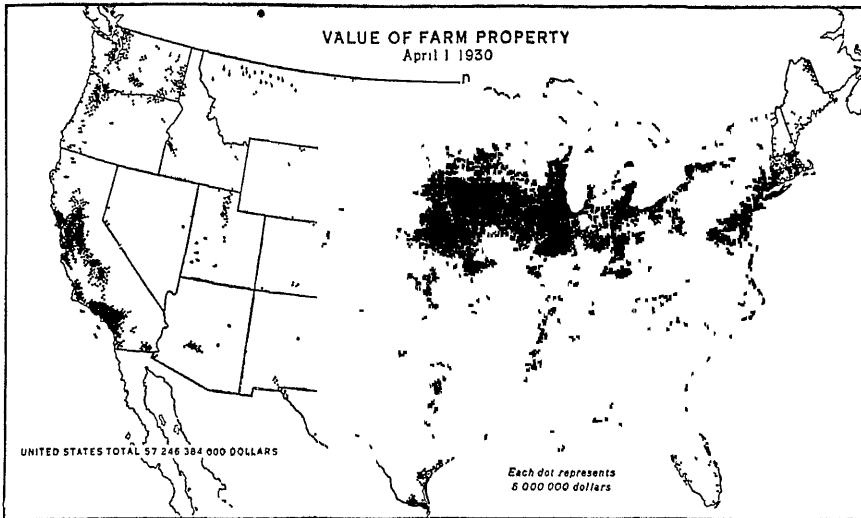 VALUE OF FARM PROPERTY
April 1 1930
UNITED STATES TOTAL 57 246 384 000 DOLLARS
Each dot represents
5 000 000 dollars